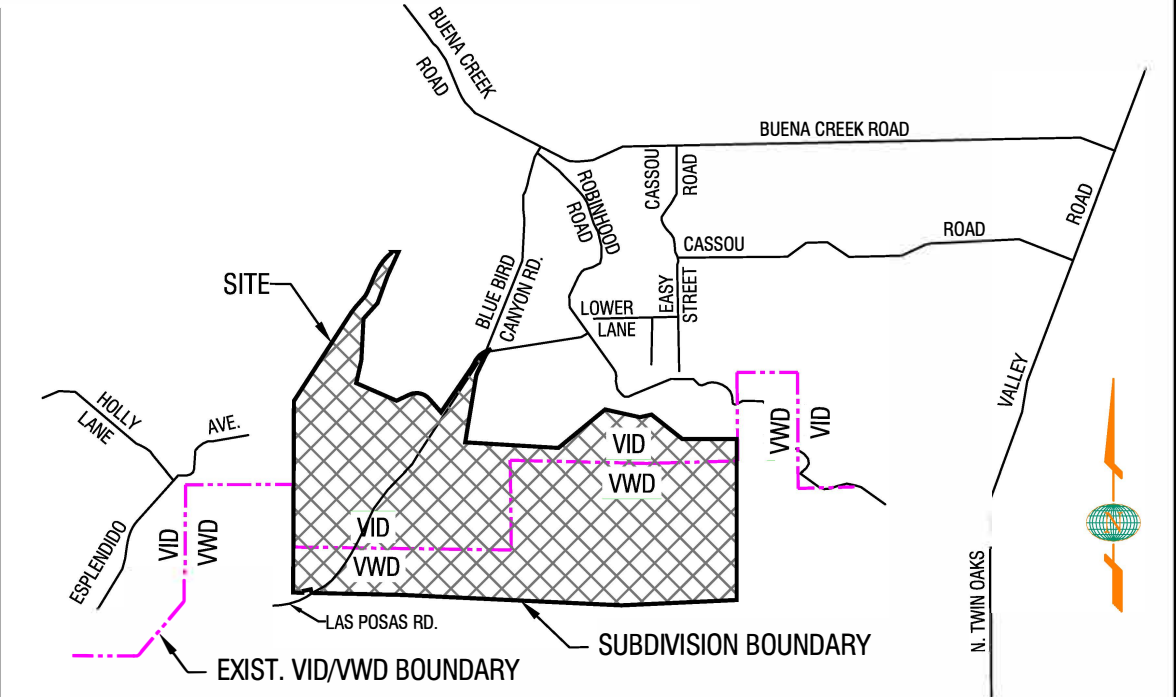 BUENA CREEK
ROAD
BUENA CREEK ROAD
CASSOU
ROAD
ROBINHOOD
ROAD
ROAD
CASSOU
ROAD
SITE
BLUE BIRD
CANYON RD.
LOWER
LANE
EASY
STREET
VALLEY
HOLLY
LANE
AVE.
VWD
VID
VID
VWD
ESPLENDIDO
VID
VWD
VID
VWD
N. TWIN OAKS
LAS POSAS RD.
SUBDIVISION BOUNDARY
EXIST. VID/VWD BOUNDARY